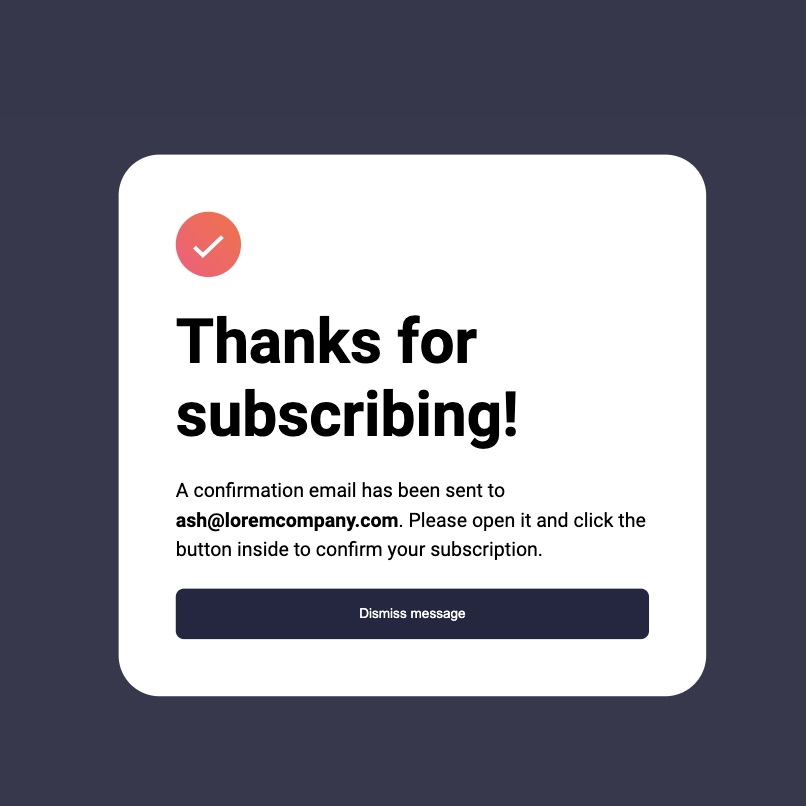 Thanks for
subscribing!
A confirmation email has been sent to
ash@loremcompany.com. Please open it and click the
button inside to confirm your subscription.
Dismiss message